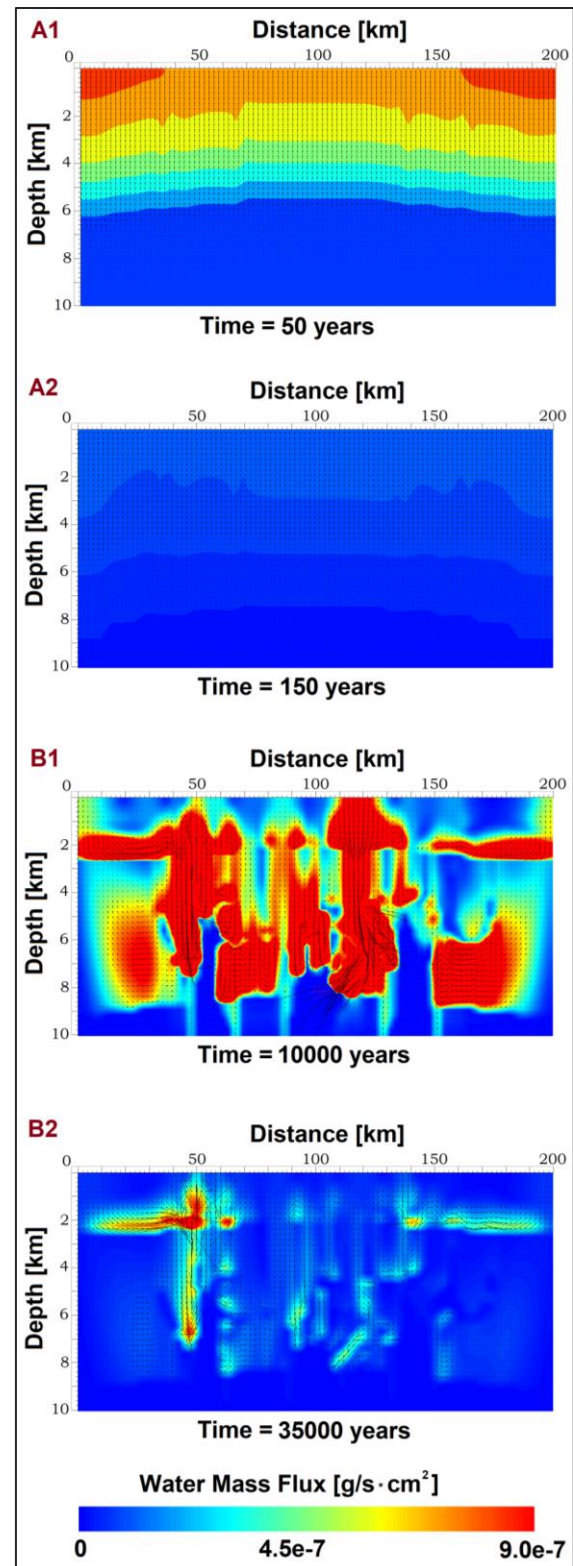 A1
Distance [km]
0 50 100 150 200
Depth [km]
2
4
6
8
10
Time = 50 years
A2
Distance [km]
0 50 100 150 200
Depth [km]
2
4
6
8
10
Time = 150 years
B1
Distance [km]
0 50 100 150 200
Depth [km]
2
4
6
8
10
Time = 10000 years
B2
Distance [km]
0 50 100 150 200
Depth [km]
2
4
6
8
10
Time = 35000 years
Water Mass Flux [g/s·cm²]
0 4.5e-7 9.0e-7